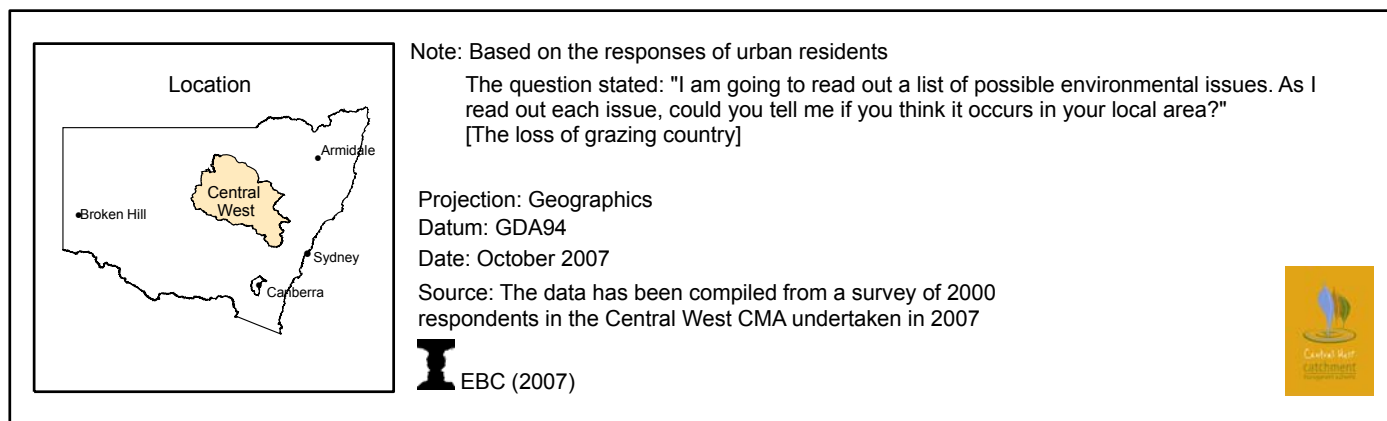 Location
Armidale
Central
West
Broken Hill
Sydney
Canberra
Note: Based on the responses of urban residents
The question stated: "I am going to read out a list of possible environmental issues. As I
read out each issue, could you tell me if you think it occurs in your local area?"
[The loss of grazing country]
Projection: Geographics
Datum: GDA94
Date: October 2007
Source: The data has been compiled from a survey of 2000
respondents in the Central West CMA undertaken in 2007
EBC (2007)
Central West
catchment